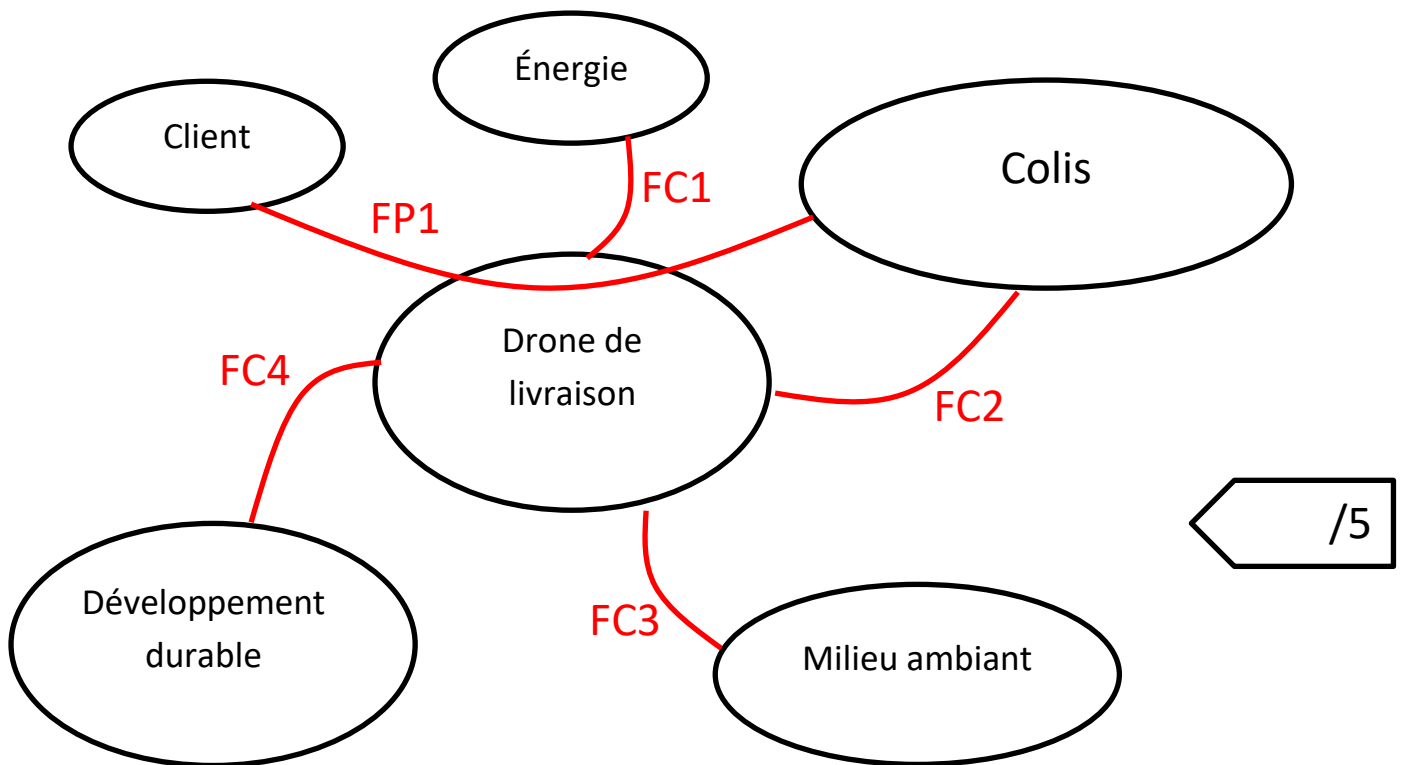 Énergie
Client
Colis
FC1
FP1
Drone de
livraison
FC4
FC2
/5
Développement
durable
FC3
Milieu ambiant